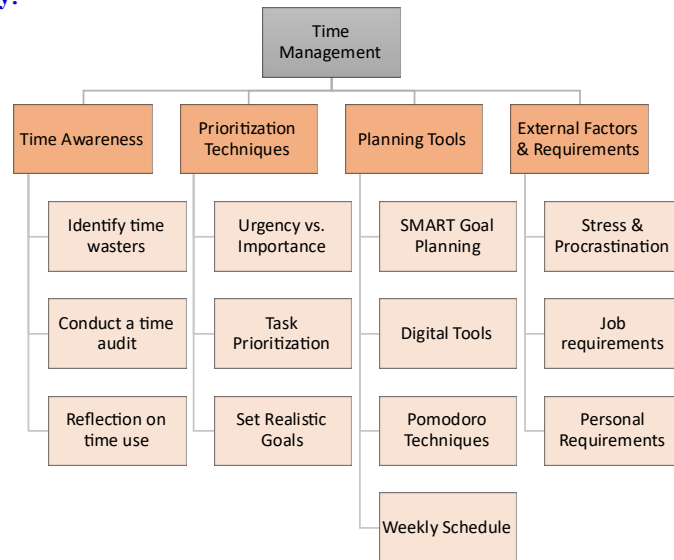 Time
Management
Time Awareness
Prioritization
Techniques
Planning Tools
External Factors
& Requirements
Identify time
wasters
Urgency vs.
Importance
SMART Goal
Planning
Stress &
Procrastination
Conduct a time
audit
Task
Prioritization
Digital Tools
Job
requirements
Reflection on
time use
Set Realistic
Goals
Pomodoro
Techniques
Personal
Requirements
Weekly Schedule